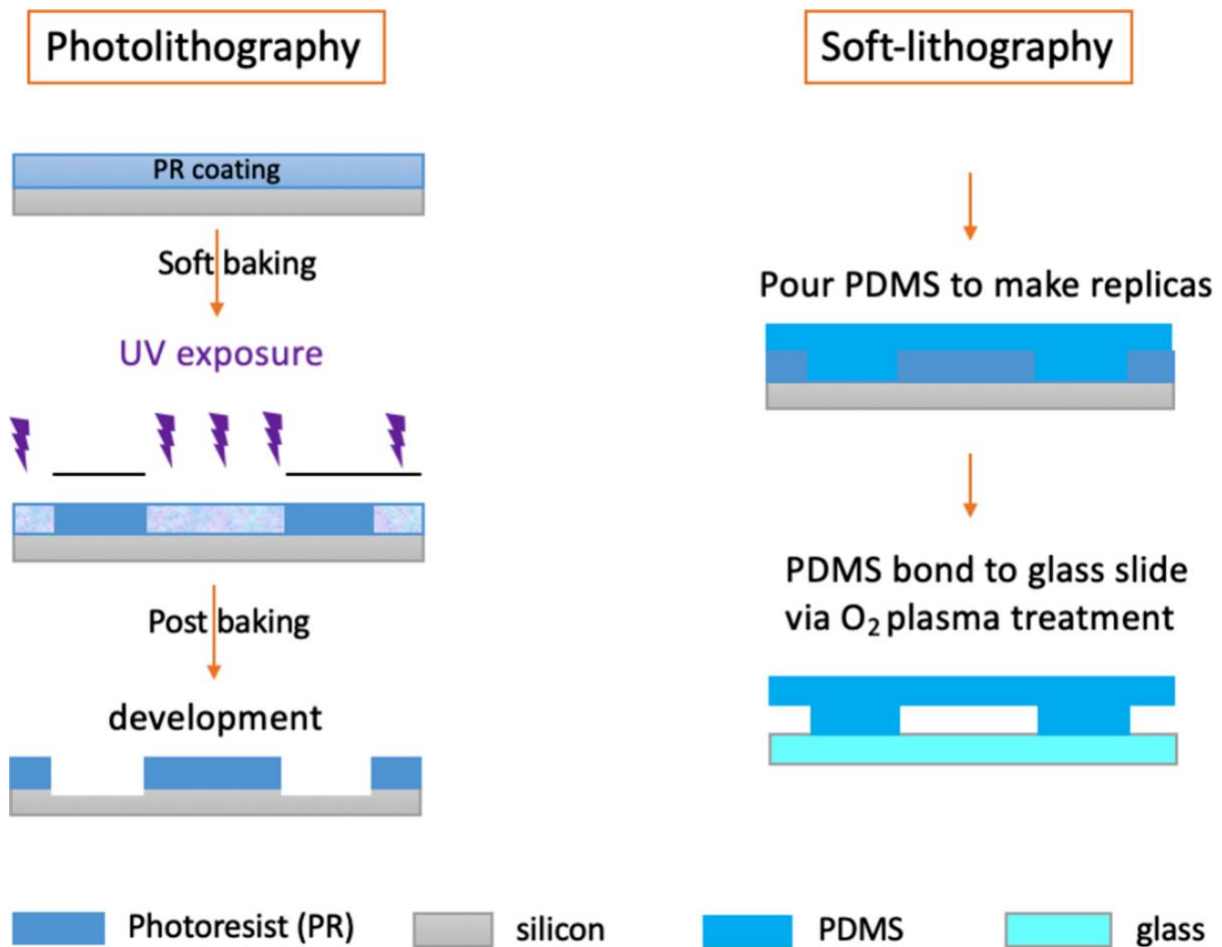 Photolithography
PR coating
Soft baking
UV exposure
Post baking
development
Soft-lithography
Pour PDMS to make replicas
PDMS bond to glass slide
via O₂ plasma treatment
Photoresist (PR)
silicon
PDMS
glass